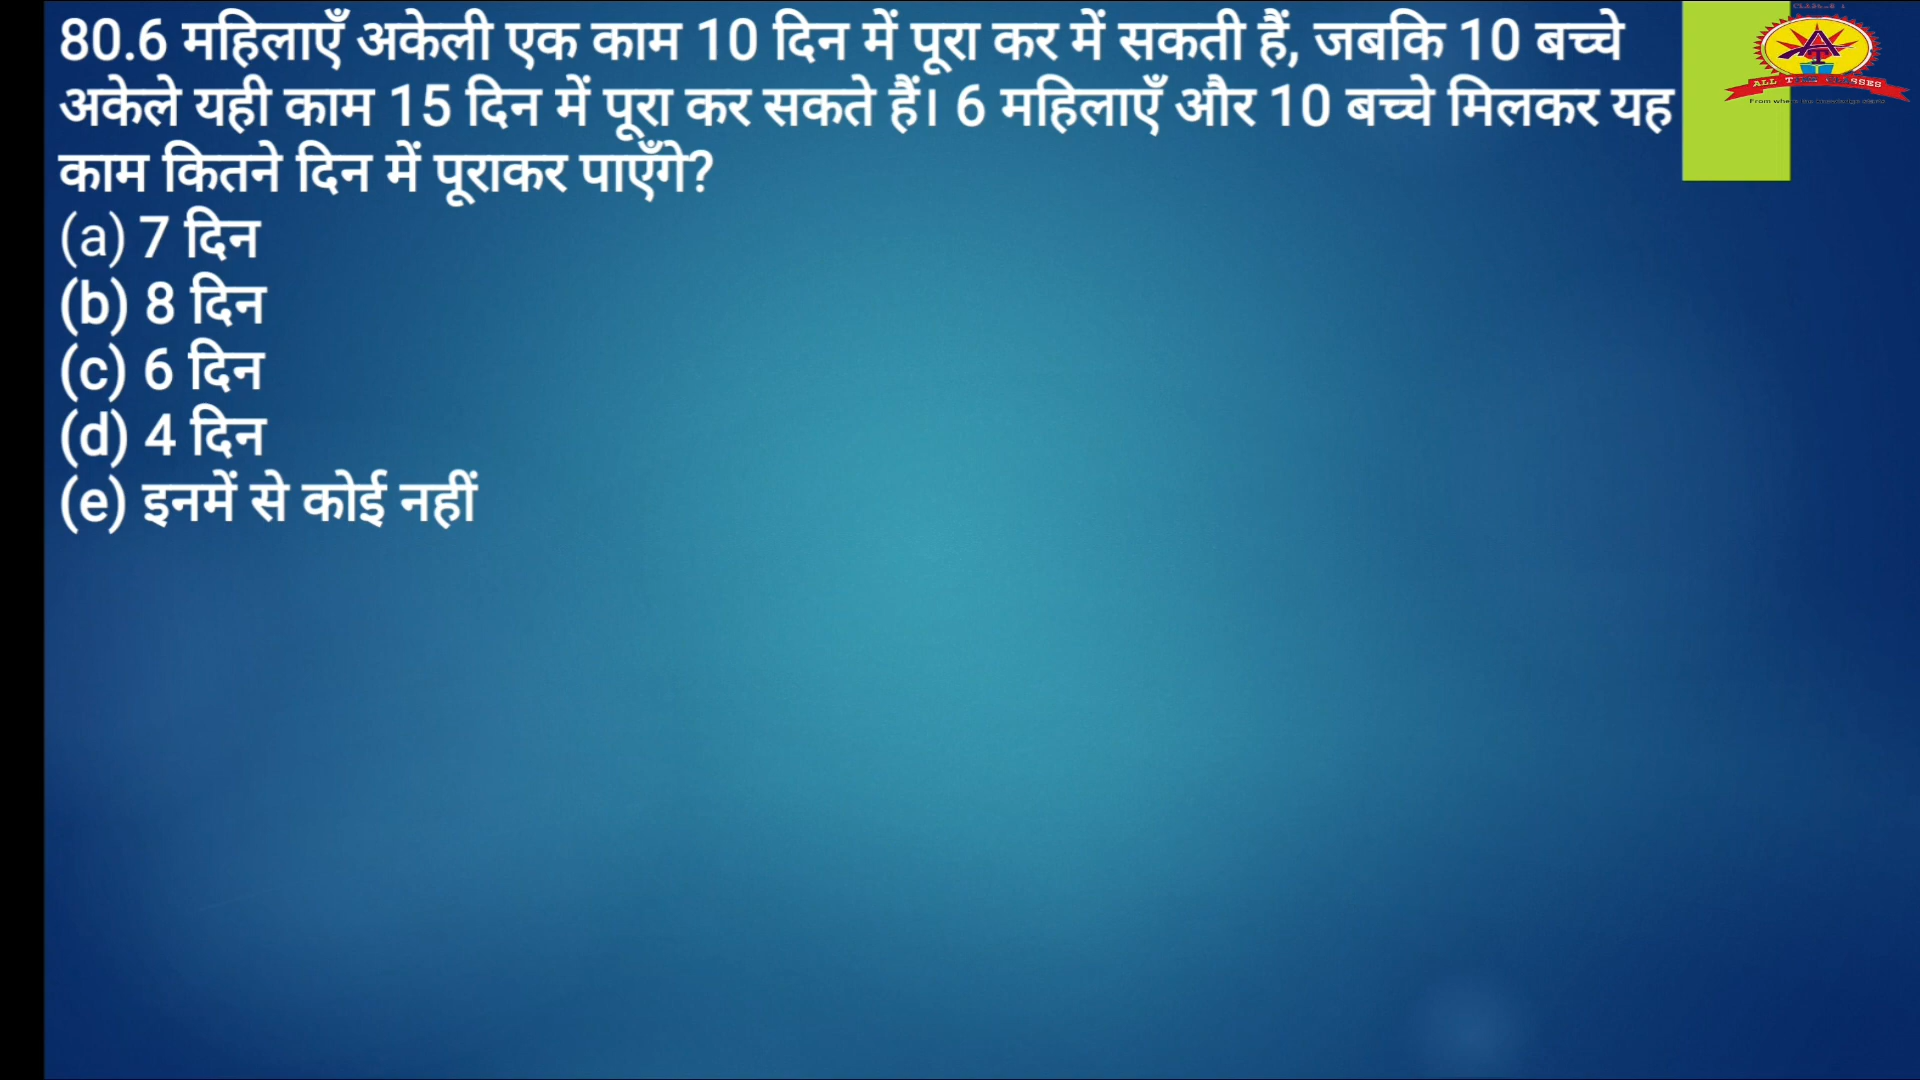 80.6 महिलाएँ अकेली एक काम 10 दिन में पूरा कर में सकती हैं, जबकि 10 बच्चे
अकेले यही काम 15 दिन में पूरा कर सकते हैं। 6 महिलाएँ और 10 बच्चे मिलकर यह
काम कितने दिन में पूराकर पाएँगे?
(a) 7 दिन
(b) 8 दिन
(c) 6 दिन
(d) 4 दिन
(e) इनमें से कोई नहीं